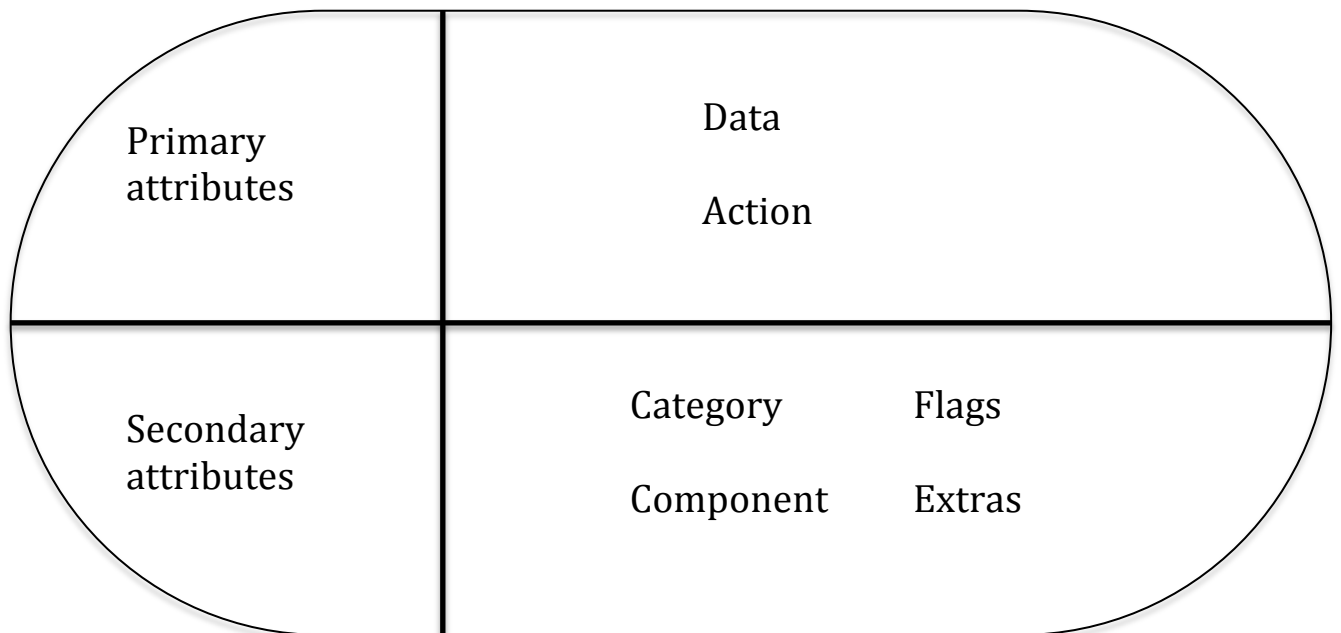 Primary
attributes
Data
Action
Secondary
attributes
Category Flags
Component Extras